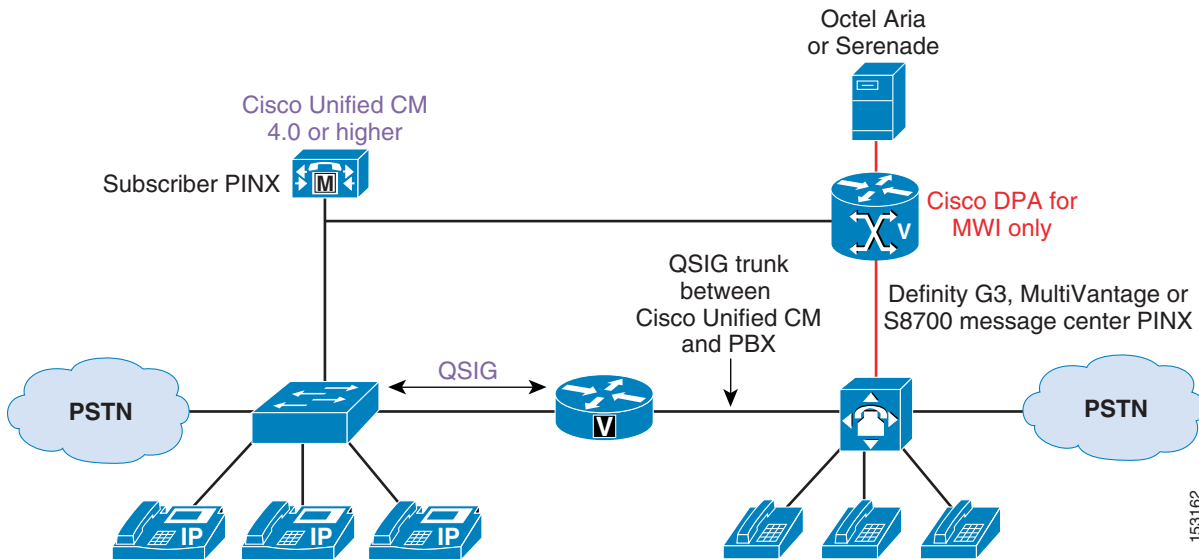 Octel Aria
or Serenade
Cisco Unified CM
4.0 or higher
Subscriber PINX
M
V
Cisco DPA for
MWI only
QSIG trunk
between
Cisco Unified CM
and PBX
Definity G3, MultiVantage or
S8700 message center PINX
QSIG
PSTN
V
PSTN
IP
IP
IP
153162